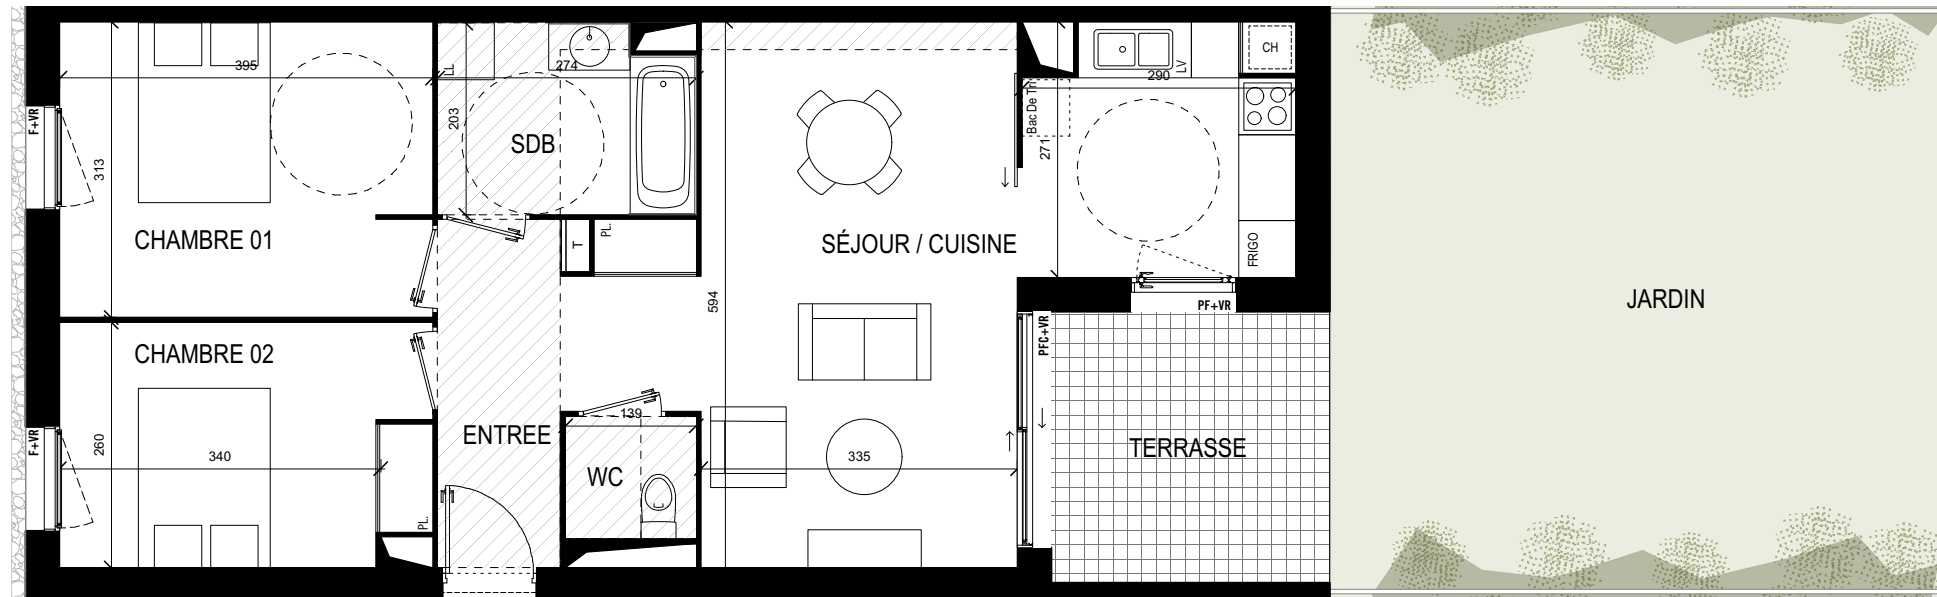 395
274
LL
203
SDB
F+VR
313
CHAMBRE 01
T
PL.
594
SÉJOUR / CUISINE
LV
290
CH
Bac De Tri
271
FRIGO
PF+VR
PFC+VR
JARDIN
CHAMBRE 02
F+VR
260
340
PL.
ENTREE
139
WC
335
TERRASSE